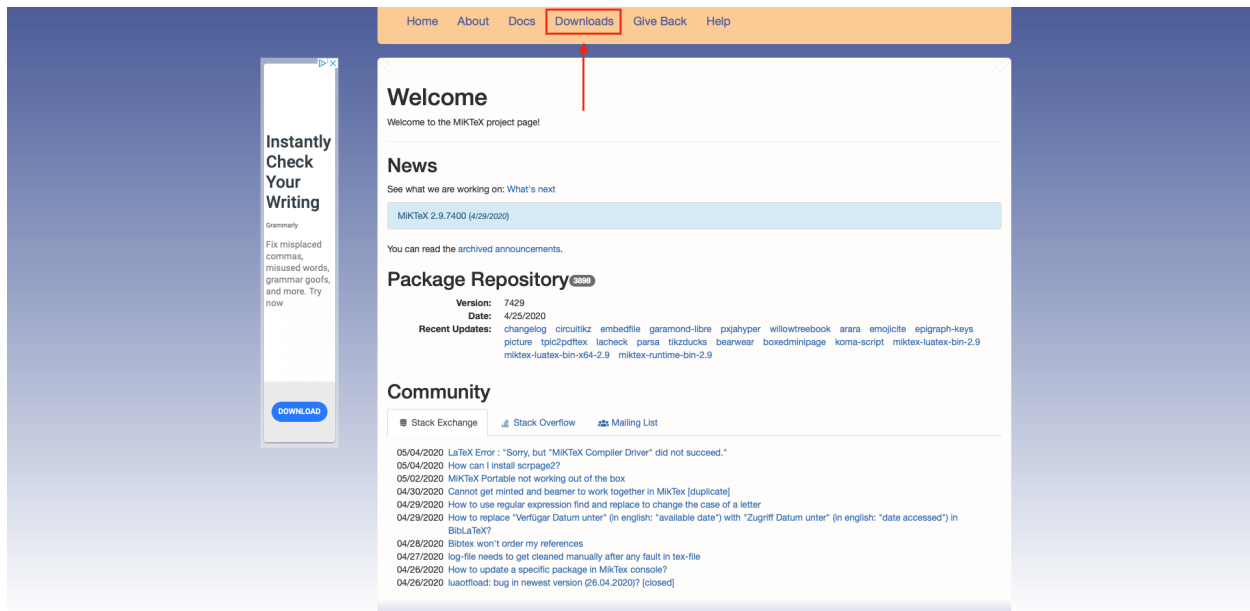 Home About Docs Downloads Give Back Help
Instantly
Check
Your
Writing
Grammarly
Fix misplaced
commas,
misused words,
grammar goofs,
and more. Try
now
DOWNLOAD
Welcome
Welcome to the MiKTeX project page!
News
See what we are working on: What's next
MiKTeX 2.9.7400 (4/29/2020)
You can read the archived announcements.
Package Repository 3898
Version: 7429
Date: 4/25/2020
Recent Updates: changelog circuitikz embedfile garamond-libre pxjahyper willowtreebook arara emojicite epigraph-keys
picture tpic2pdftex lacheck parsa tikzducks bearwear boxedminipage koma-script miktex-luatex-bin-2.9
miktex-luatex-bin-x64-2.9 miktex-runtime-bin-2.9
Community
Stack Exchange Stack Overflow Mailing List
05/04/2020 LaTeX Error : "Sorry, but "MiKTeX Compiler Driver" did not succeed."
05/04/2020 How can I install scrpage2?
05/02/2020 MiKTeX Portable not working out of the box
04/30/2020 Cannot get minted and beamer to work together in MikTex [duplicate]
04/29/2020 How to use regular expression find and replace to change the case of a letter
04/29/2020 How to replace "Verfügar Datum unter" (in english: "available date") with "Zugriff Datum unter" (in english: "date accessed") in
BibLaTeX?
04/28/2020 Bibtex won't order my references
04/27/2020 log-file needs to get cleaned manually after any fault in tex-file
04/26/2020 How to update a specific package in MikTex console?
04/26/2020 luaotfload: bug in newest version (26.04.2020)? [closed]